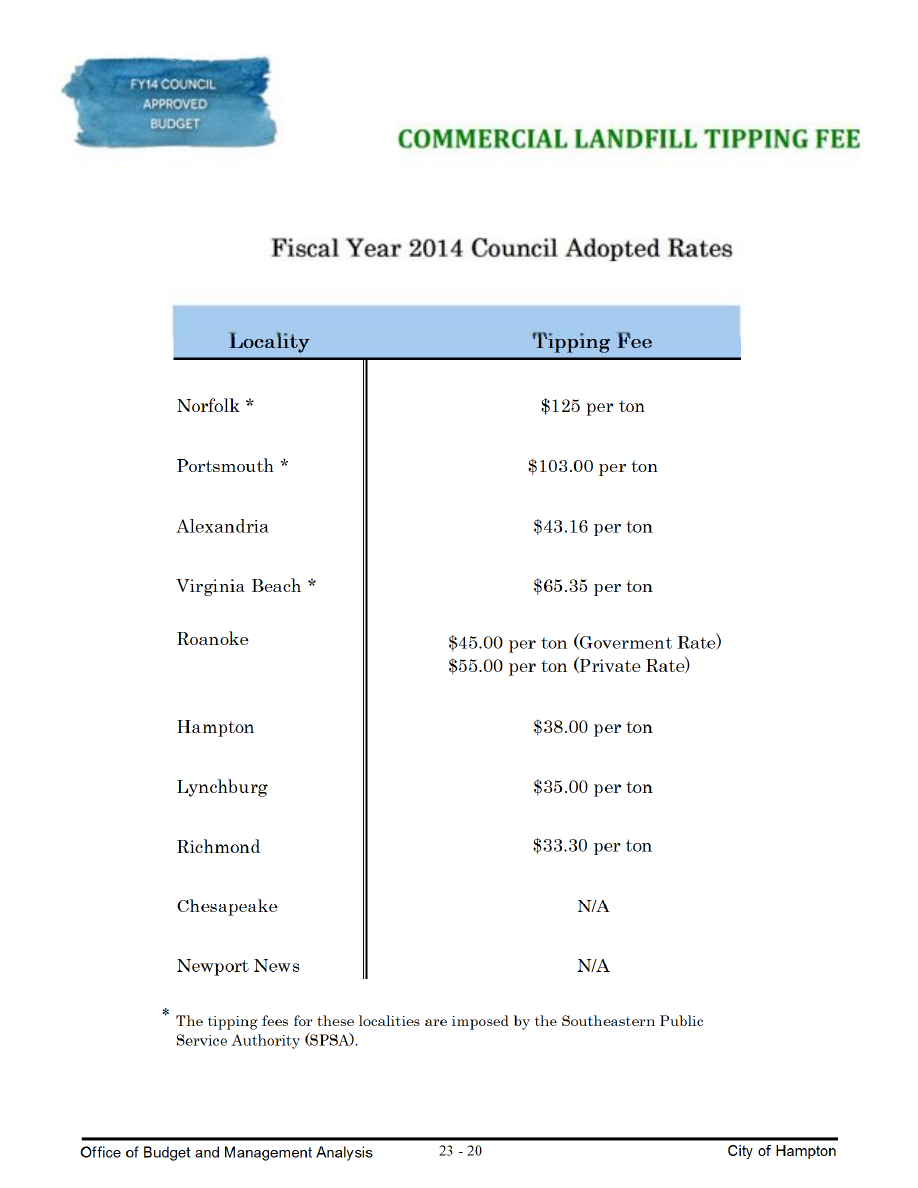 FY14 COUNCIL
APPROVED
BUDGET
COMMERCIAL LANDFILL TIPPING FEE
Fiscal Year 2014 Council Adopted Rates
Locality Tipping Fee
Norfolk * $125 per ton
Portsmouth * $103.00 per ton
Alexandria $43.16 per ton
Virginia Beach * $65.35 per ton
Roanoke $45.00 per ton (Goverment Rate)
$55.00 per ton (Private Rate)
Hampton $38.00 per ton
Lynchburg $35.00 per ton
Richmond $33.30 per ton
Chesapeake N/A
Newport News N/A
* The tipping fees for these localities are imposed by the Southeastern Public
Service Authority (SPSA).
Office of Budget and Management Analysis 23 - 20 City of Hampton